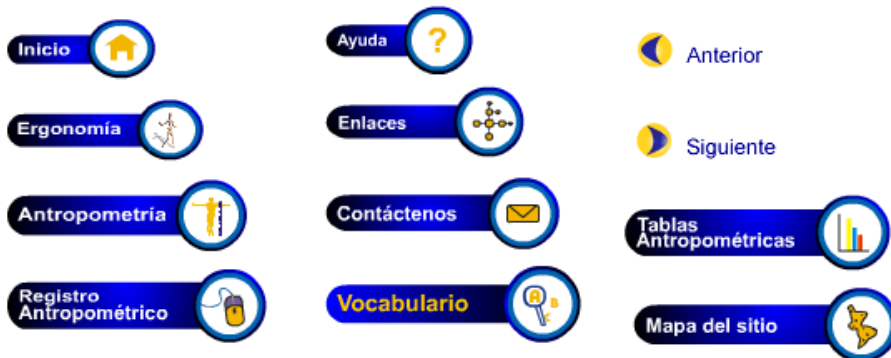 Inicio
Ergonomía
Antropometría
Registro
Antropométrico
Ayuda
?
Enlaces
Contáctenos
Vocabulario
A
B
C
Anterior
Siguiente
Tablas
Antropométricas
Mapa del sitio